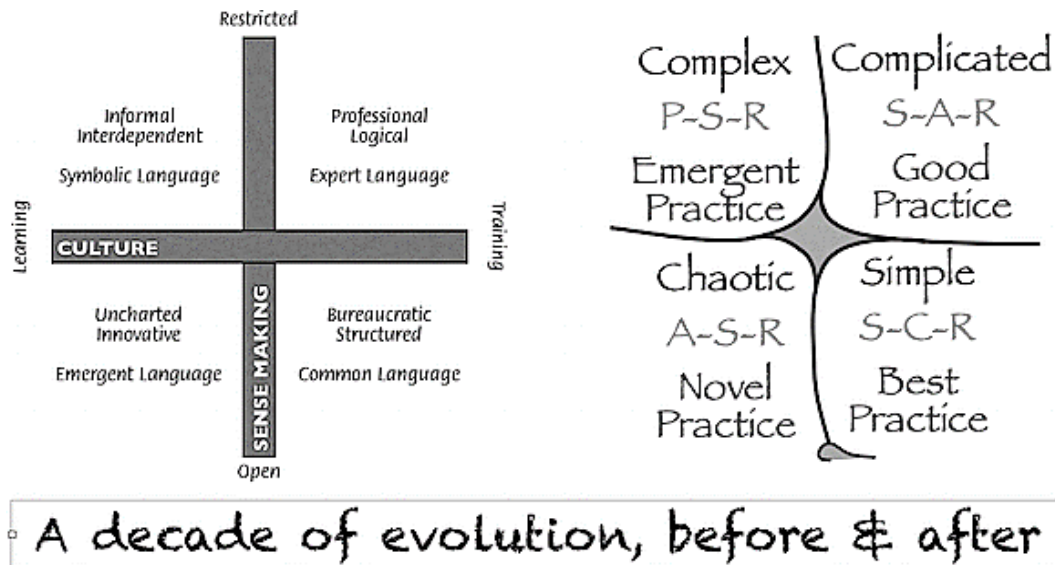 Restricted
Informal
Interdependent
Symbolic Language
Professional
Logical
Expert Language
Learning
CULTURE
Training
Uncharted
Innovative
Emergent Language
SENSE MAKING
Bureaucratic
Structured
Common Language
Open
Complex
P-S-R
Emergent
Practice
Complicated
S-A-R
Good
Practice
Chaotic
A-S-R
Novel
Practice
Simple
S-C-R
Best
Practice
A decade of evolution, before & after